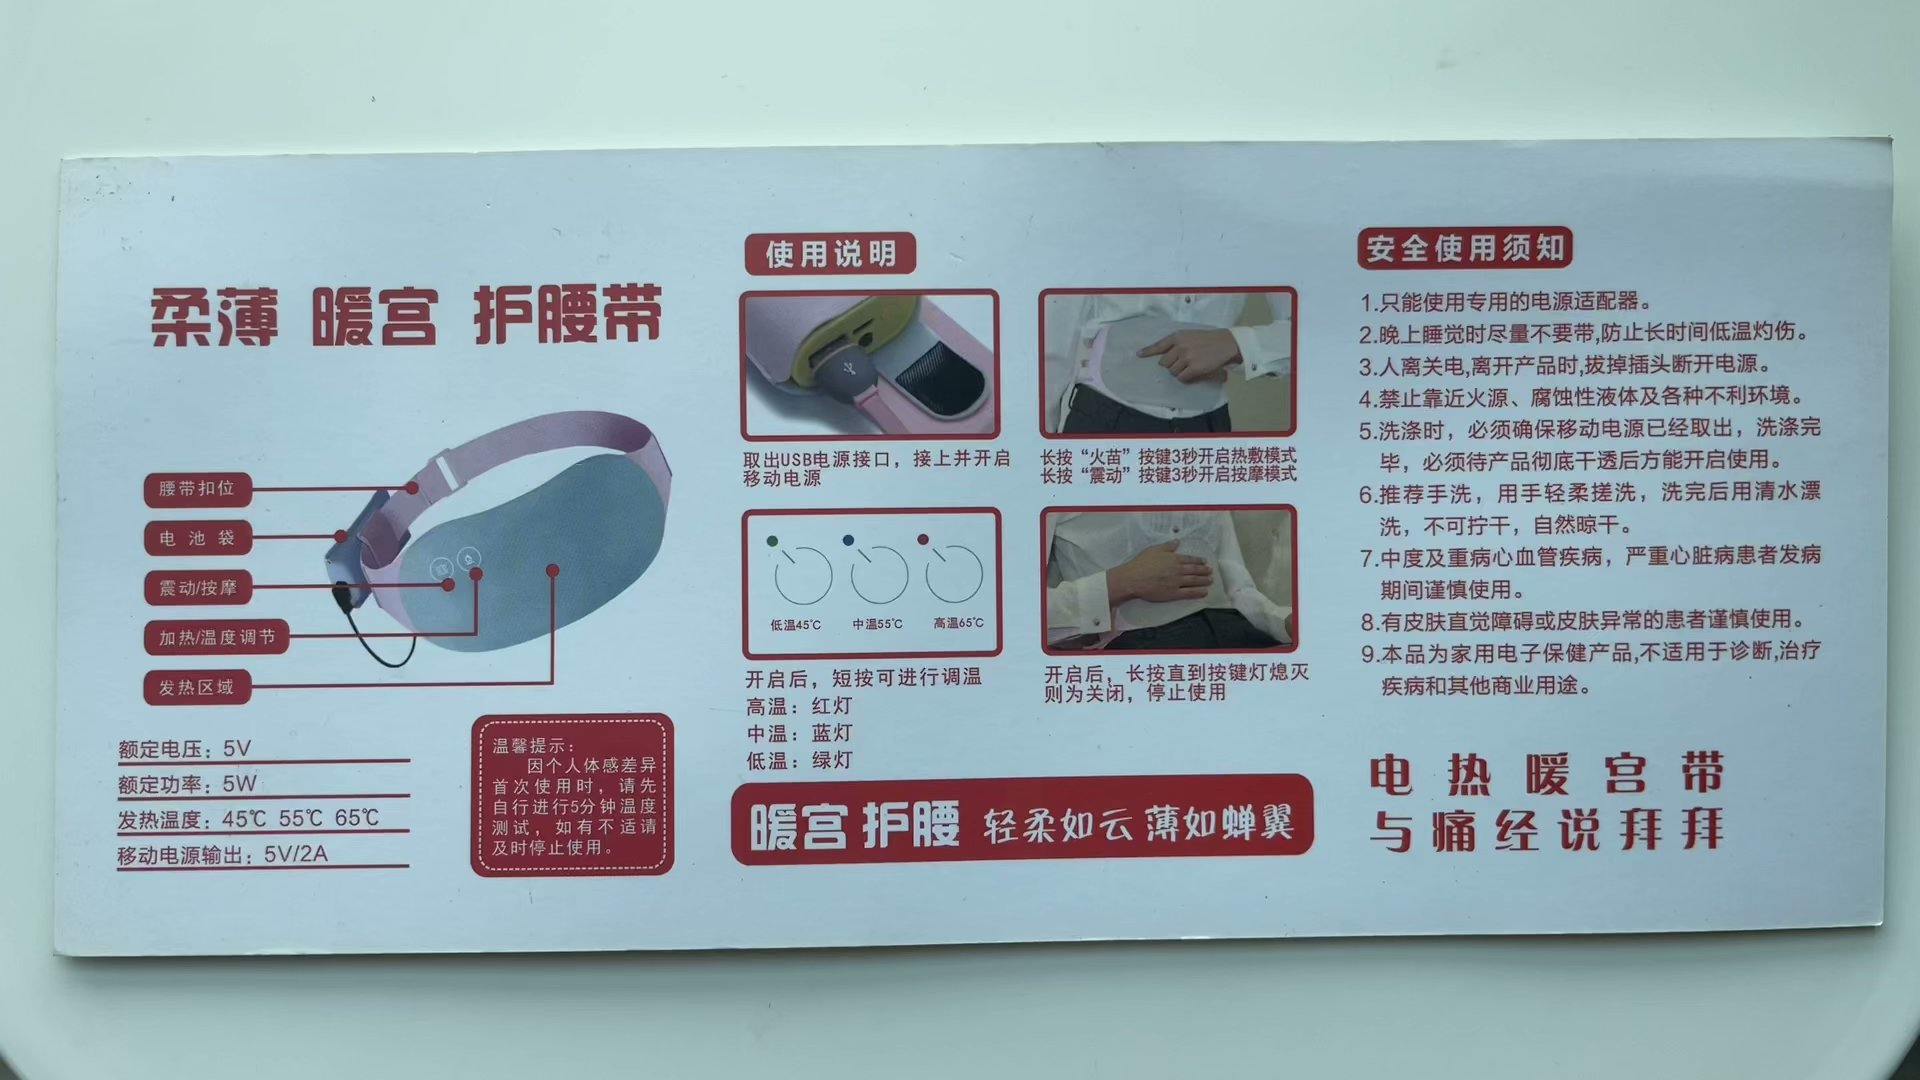 柔薄 暖宫 护腰带
腰带扣位
电池袋
震动/按摩
加热/温度调节
发热区域
额定电压：5V
额定功率：5W
发热温度：45℃ 55℃ 65℃
移动电源输出：5V/2A
温馨提示：
因个人体感差异
首次使用时，请先
自行进行5分钟温度
测试，如有不适请
及时停止使用。
使用说明
取出USB电源接口，接上并开启
移动电源
长按“火苗”按键3秒开启热敷模式
长按“震动”按键3秒开启按摩模式
低温45℃ 中温55℃ 高温65℃
开启后，短按可进行调温
高温：红灯
中温：蓝灯
低温：绿灯
开启后，长按直到按键灯熄灭
则为关闭，停止使用
暖宫 护腰 轻柔如云 薄如蝉翼
安全使用须知
1.只能使用专用的电源适配器。
2.晚上睡觉时尽量不要带,防止长时间低温灼伤。
3.人离关电,离开产品时,拔掉插头断开电源。
4.禁止靠近火源、腐蚀性液体及各种不利环境。
5.洗涤时，必须确保移动电源已经取出，洗涤完
毕，必须待产品彻底干透后方能开启使用。
6.推荐手洗，用手轻柔搓洗，洗完后用清水漂
洗，不可拧干，自然晾干。
7.中度及重病心血管疾病，严重心脏病患者发病
期间谨慎使用。
8.有皮肤直觉障碍或皮肤异常的患者谨慎使用。
9.本品为家用电子保健产品,不适用于诊断,治疗
疾病和其他商业用途。
电热暖宫带
与痛经说拜拜